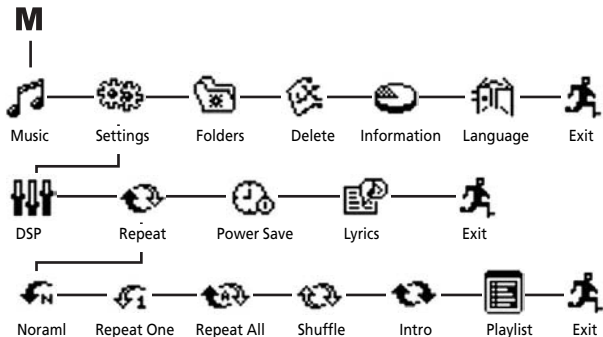 M
Music Settings Folders Delete Information Language Exit
DSP Repeat Power Save Lyrics Exit
N 1 A
Noraml Repeat One Repeat All Shuffle Intro Playlist Exit